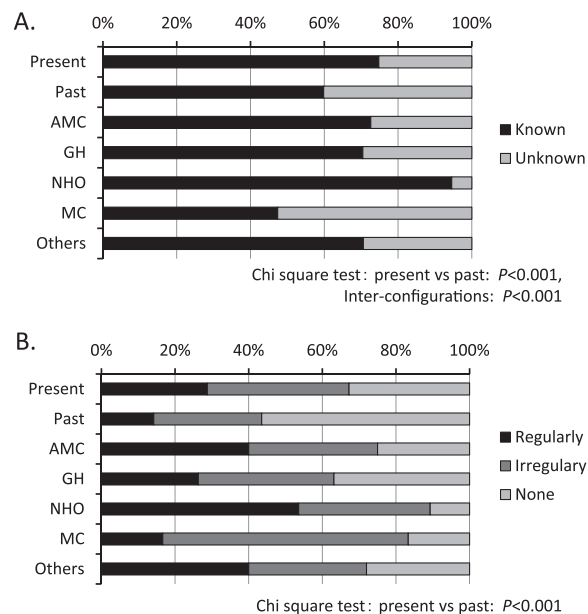 A.
0% 20% 40% 60% 80% 100%
Present
Past
AMC
GH
NHO
MC
Others
Known
Unknown
Chi square test: present vs past: P<0.001,
Inter-configurations: P<0.001
B.
0% 20% 40% 60% 80% 100%
Present
Past
AMC
GH
NHO
MC
Others
Regularly
Irregulary
None
Chi square test: present vs past: P<0.001